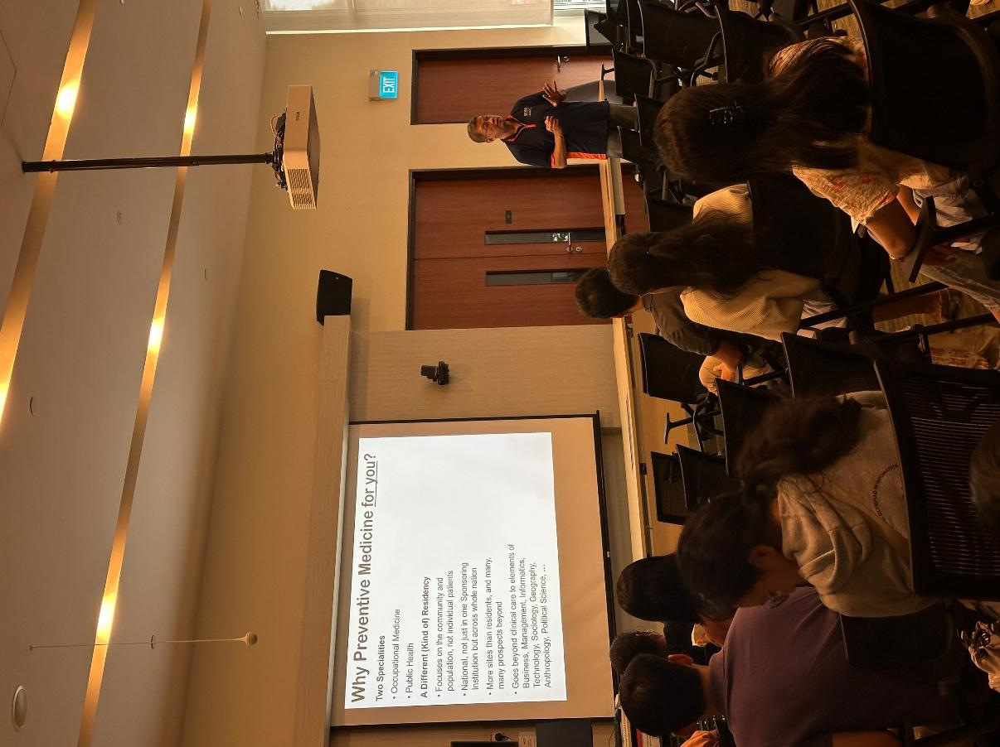 Why Preventive Medicine for you?
Two Specialities
• Occupational Medicine
• Public Health
A Different (Kind of) Residency
• Focuses on the community and
population, not individual patients
• National, not just in one Sponsoring
Institution but across whole nation
• More sites than residents, and many,
many prospects beyond
• Goes beyond clinical care to elements of
Business, Management, Informatics,
Technology, Sociology, Geography,
Anthropology, Political Science, ...
EXIT